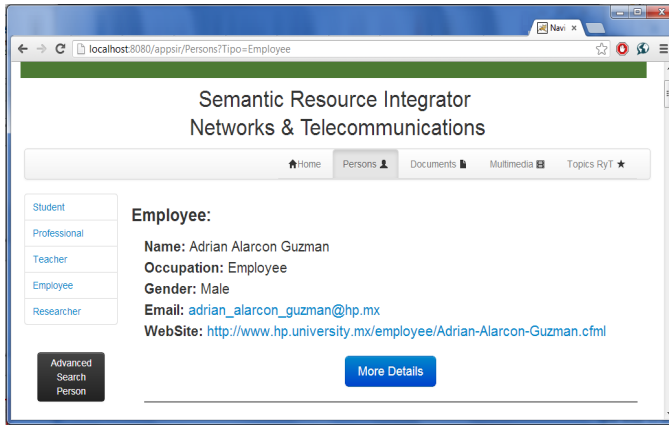 Navi
localhost:8080/appsir/Persons?Tipo=Employee
Semantic Resource Integrator
Networks & Telecommunications
Home Persons Documents Multimedia Topics RyT
Student
Professional
Teacher
Employee
Researcher
Advanced
Search
Person
Employee:
Name: Adrian Alarcon Guzman
Occupation: Employee
Gender: Male
Email: adrian_alarcon_guzman@hp.mx
WebSite: http://www.hp.university.mx/employee/Adrian-Alarcon-Guzman.cfml
More Details